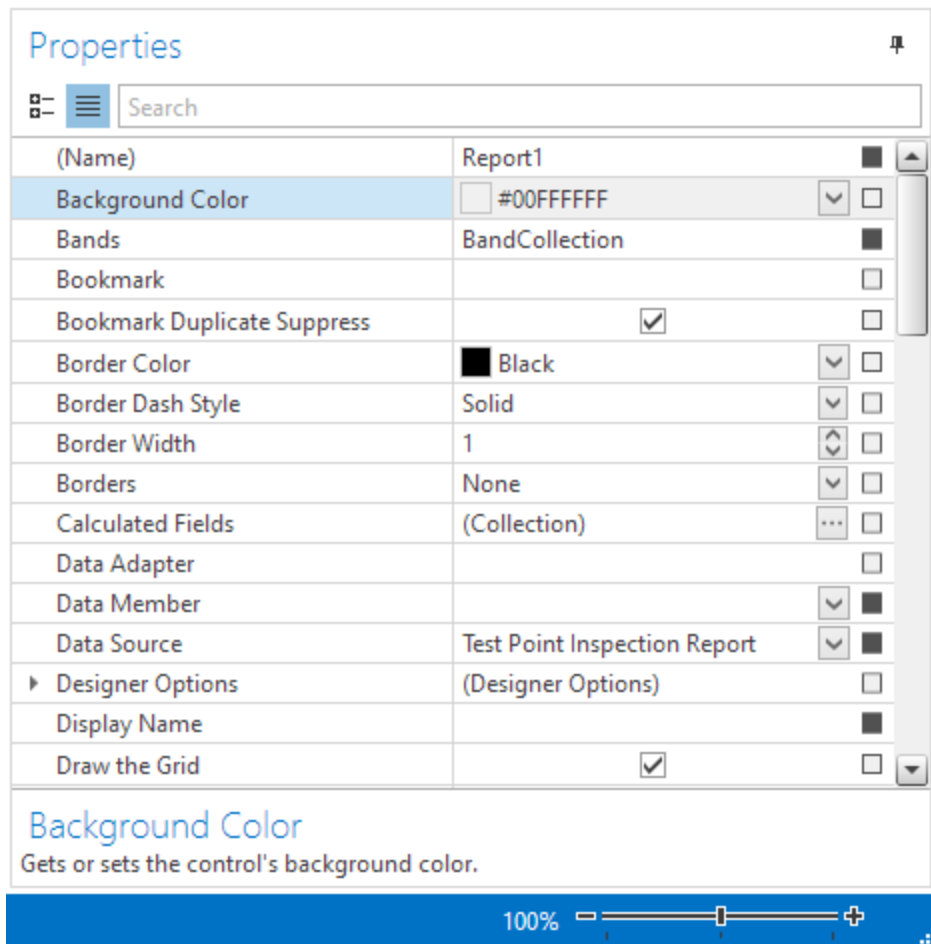 Properties
Search
(Name) Report1
Background Color #00FFFFFF
Bands BandCollection
Bookmark
Bookmark Duplicate Suppress
Border Color Black
Border Dash Style Solid
Border Width 1
Borders None
Calculated Fields (Collection)
Data Adapter
Data Member
Data Source Test Point Inspection Report
Designer Options (Designer Options)
Display Name
Draw the Grid
Background Color
Gets or sets the control's background color.
100%